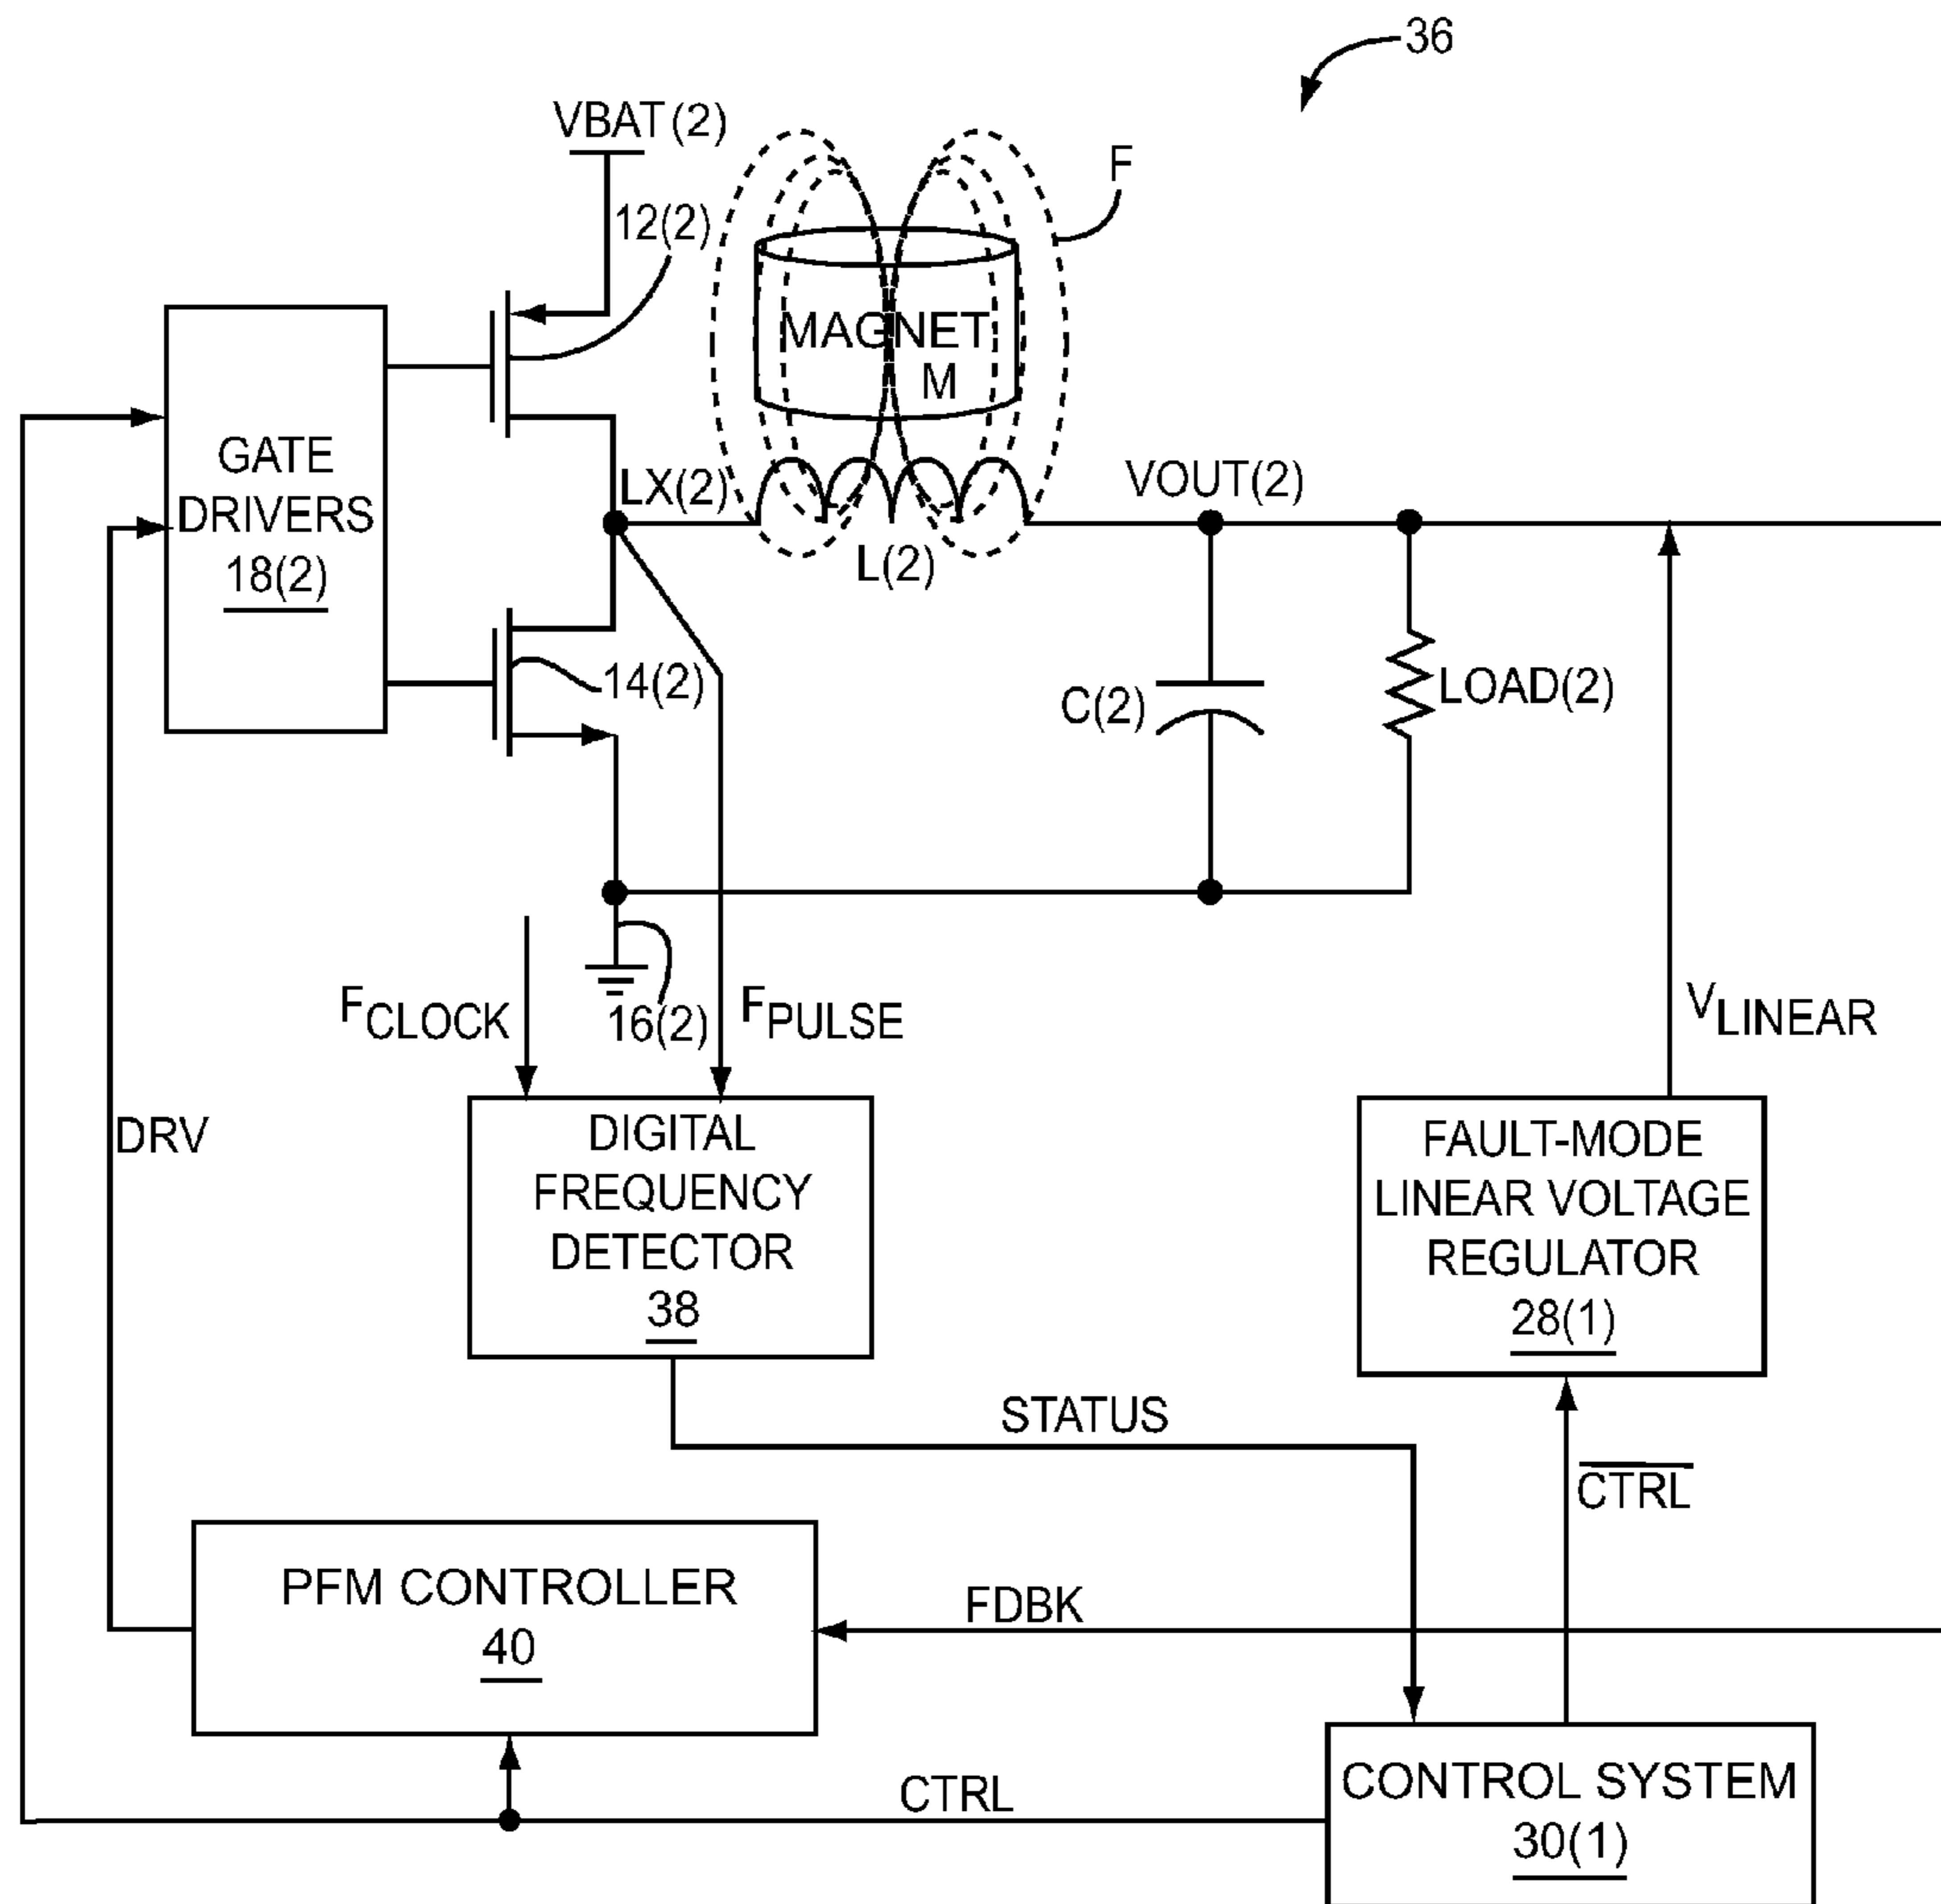 36
VBAT(2)
F
12(2)
MAGNET
M
GATE
DRIVERS
18(2)
LX(2)
VOUT(2)
L(2)
14(2)
C(2)
LOAD(2)
FCLOCK
16(2)
FPULSE
VLINEAR
DRV
DIGITAL
FREQUENCY
DETECTOR
38
FAULT-MODE
LINEAR VOLTAGE
REGULATOR
28(1)
STATUS
C̅T̅R̅L̅
PFM CONTROLLER
40
FDBK
CTRL
CONTROL SYSTEM
30(1)